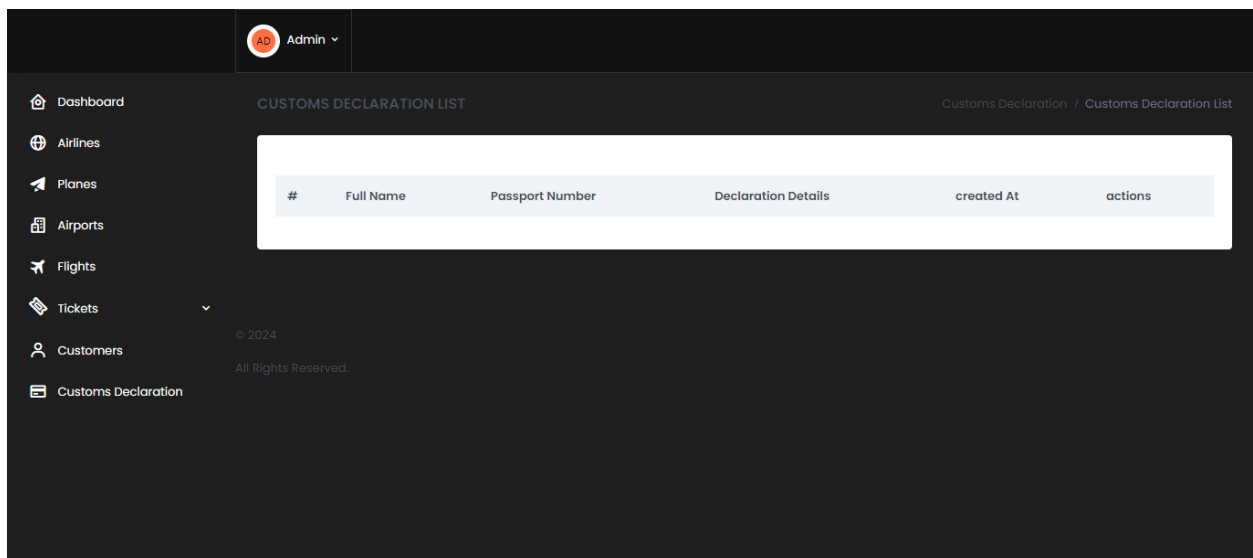 AD Admin
Dashboard
Airlines
Planes
Airports
Flights
Tickets
Customers
Customs Declaration
CUSTOMS DECLARATION LIST
Customs Declaration / Customs Declaration List
# Full Name Passport Number Declaration Details created At actions
© 2024
All Rights Reserved.